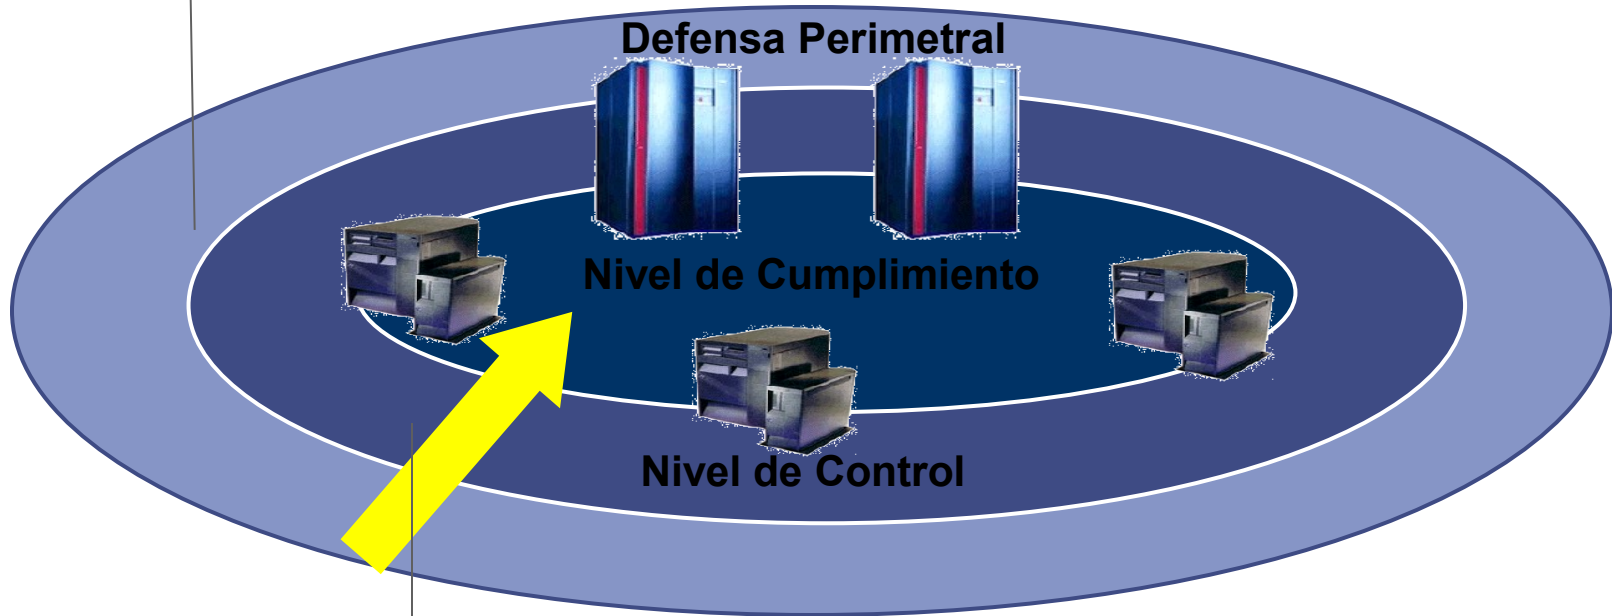 Defensa Perimetral
Nivel de Cumplimiento
Nivel de Control